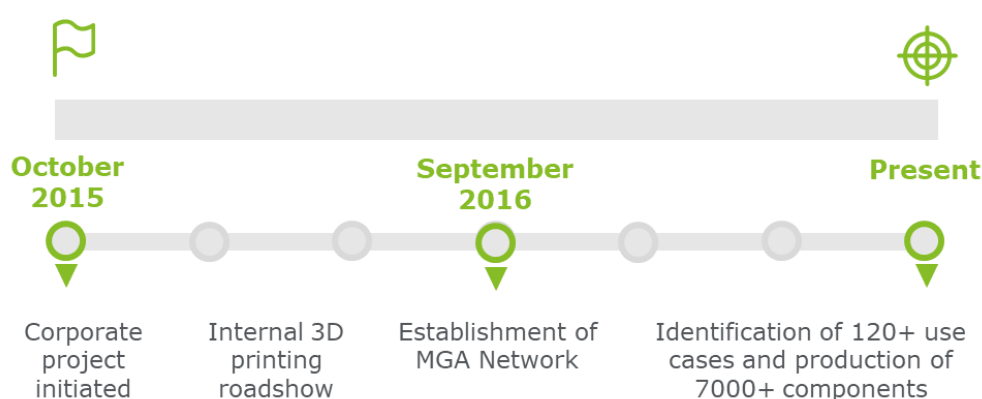 October
2015
September
2016
Present
Corporate
project
initiated
Internal 3D
printing
roadshow
Establishment of
MGA Network
Identification of 120+ use
cases and production of
7000+ components